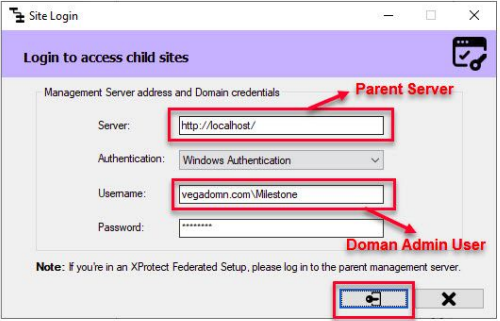 Site Login
Login to access child sites
Management Server address and Domain credentials
Parent Server
Server: http://localhost/
Authentication: Windows Authentication
Username: vegadomn.com\Milestone
Password: ********
Doman Admin User
Note: If you're in an XProtect Federated Setup, please log in to the parent management server.